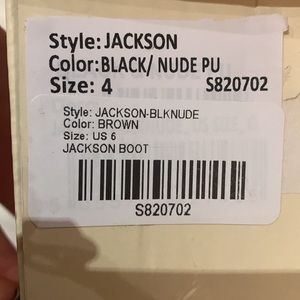 Style: JACKSON
Color: BLACK/ NUDE PU
Size: 4 S820702
Style: JACKSON-BLKNUDE
Color: BROWN
Size: US 6
JACKSON BOOT
S820702